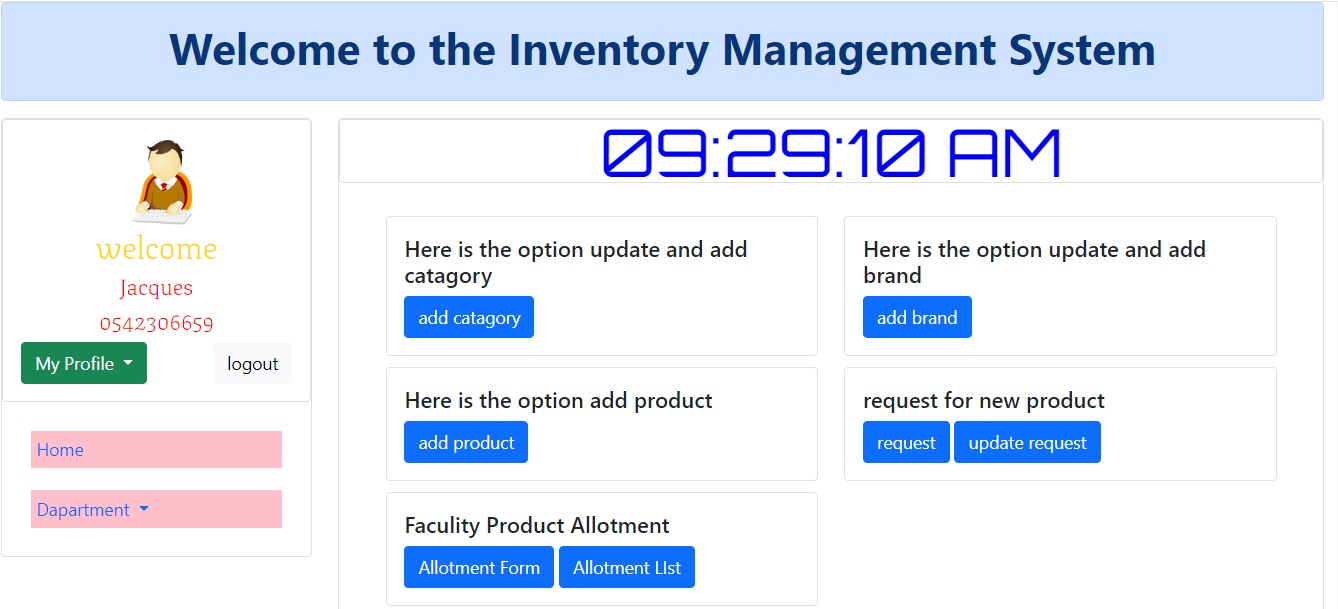 Welcome to the Inventory Management System
welcome
Jacques
0542306659
My Profile
logout
Home
Dapartment
09:29:10 AM
Here is the option update and add
catagory
add catagory
Here is the option update and add
brand
add brand
Here is the option add product
add product
request for new product
request update request
Faculity Product Allotment
Allotment Form Allotment LIst